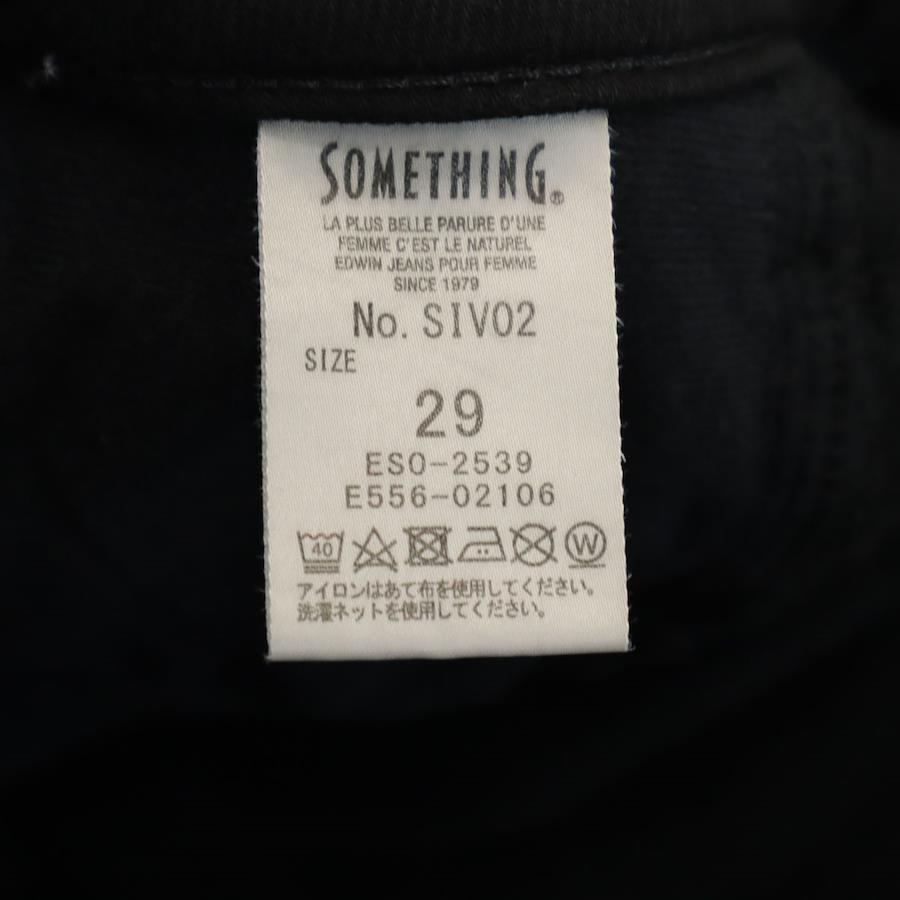 SOMETHING®
LA PLUS BELLE PARURE D'UNE
FEMME C'EST LE NATUREL
EDWIN JEANS POUR FEMME
SINCE 1979
No. SIV02
SIZE
29
ESO-2539
E556-02106
40 W
アイロンはあて布を使用してください。
洗濯ネットを使用してください。